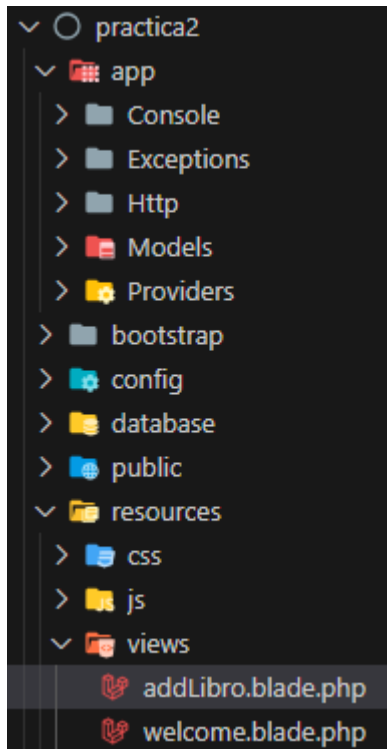 practica2
app
Console
Exceptions
Http
Models
Providers
bootstrap
config
database
public
resources
css
js
views
addLibro.blade.php
welcome.blade.php